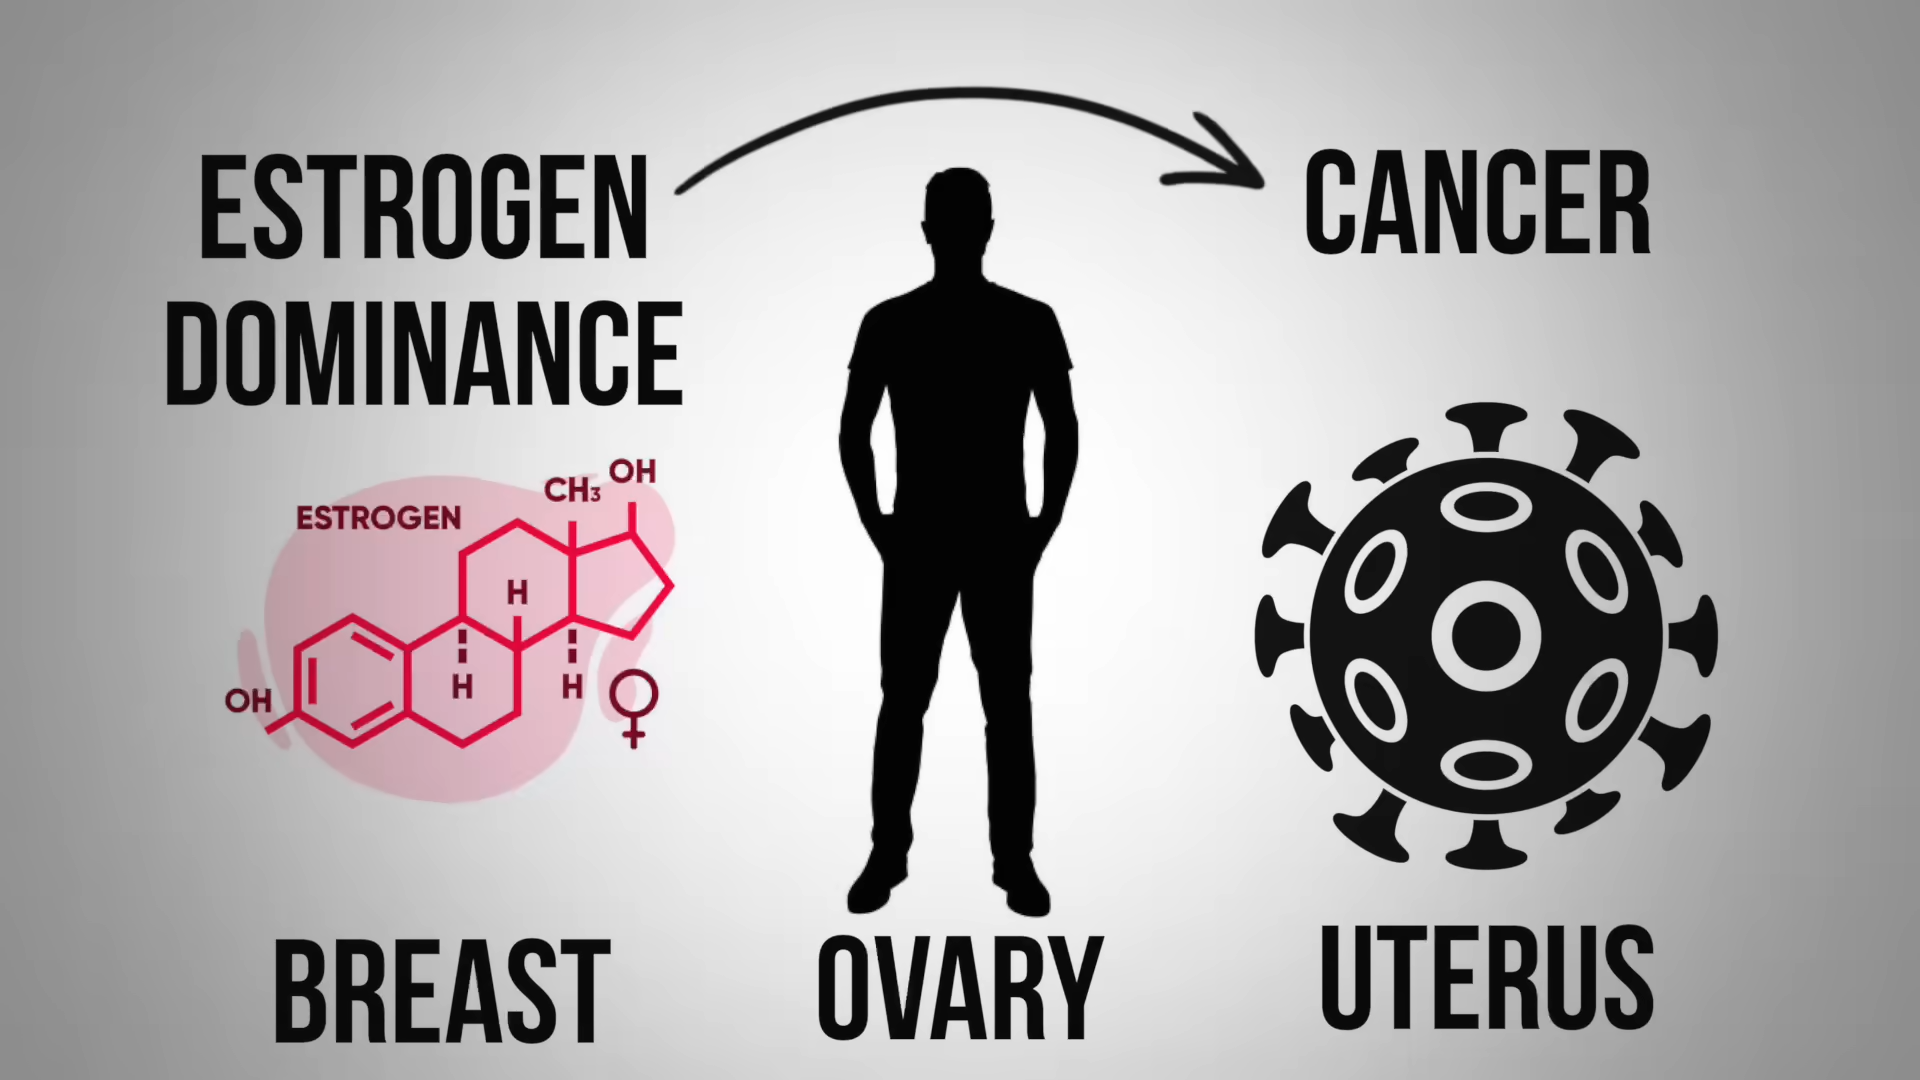 ESTROGEN
DOMINANCE
CANCER
ESTROGEN
CH3
OH
H
H
H
OH
BREAST
OVARY
UTERUS